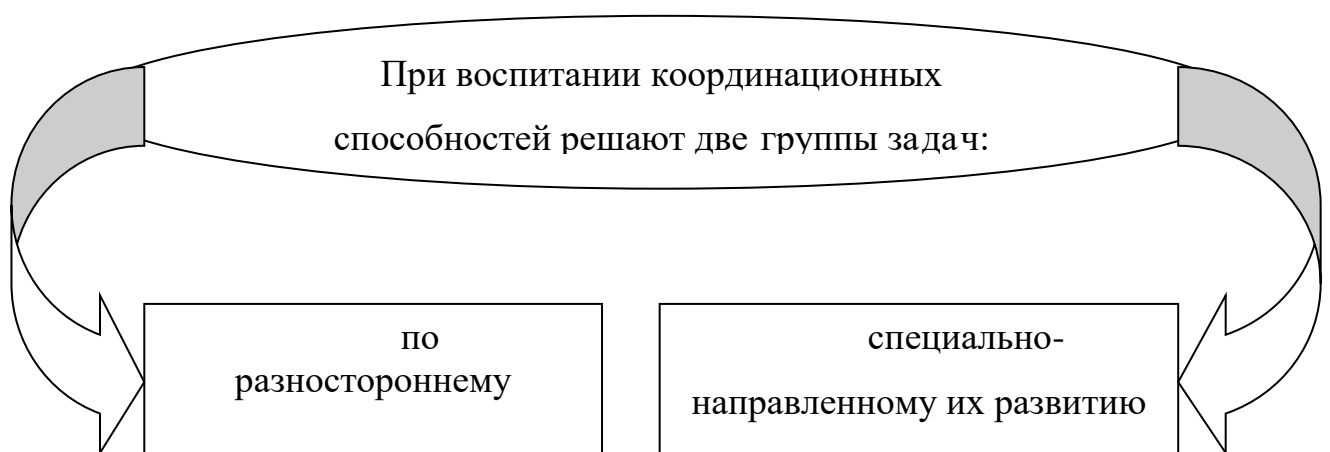 При воспитании координационных
способностей решают две группы задач:
по
разностороннему
специально-
направленному их развитию